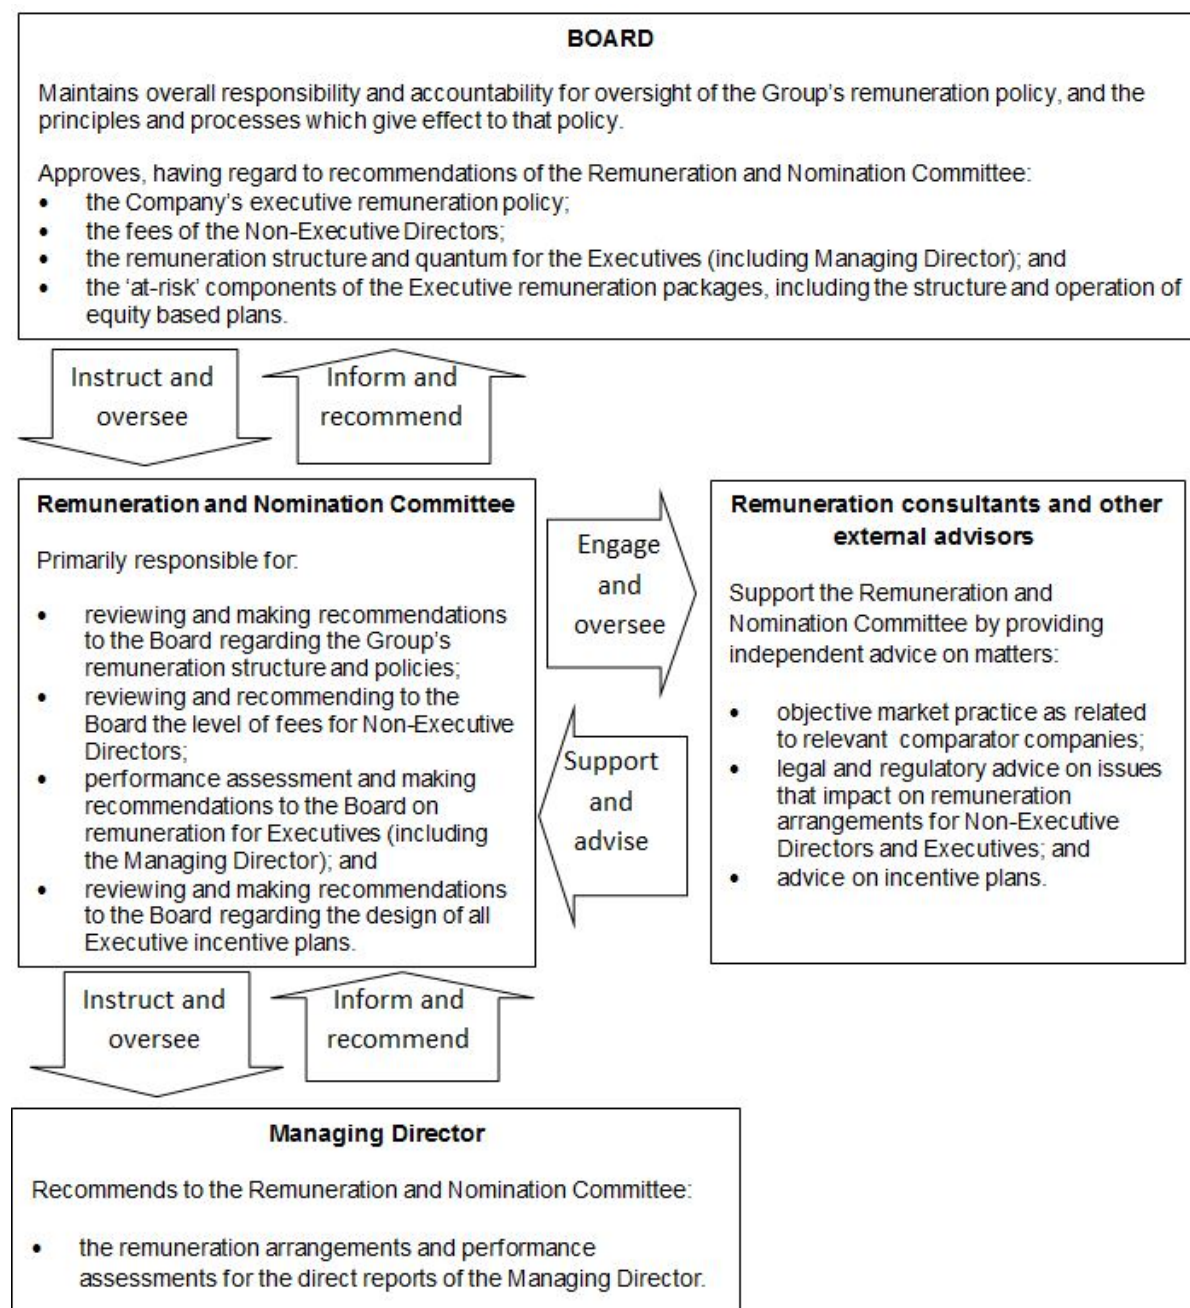 BOARD
Maintains overall responsibility and accountability for oversight of the Group's remuneration policy, and the
principles and processes which give effect to that policy.
Approves, having regard to recommendations of the Remuneration and Nomination Committee:
• the Company's executive remuneration policy;
• the fees of the Non-Executive Directors;
• the remuneration structure and quantum for the Executives (including Managing Director); and
• the 'at-risk' components of the Executive remuneration packages, including the structure and operation of
equity based plans.
Instruct and
oversee
Inform and
recommend
Remuneration and Nomination Committee
Primarily responsible for:
• reviewing and making recommendations
to the Board regarding the Group's
remuneration structure and policies;
• reviewing and recommending to the
Board the level of fees for Non-Executive
Directors;
• performance assessment and making
recommendations to the Board on
remuneration for Executives (including
the Managing Director); and
• reviewing and making recommendations
to the Board regarding the design of all
Executive incentive plans.
Engage
and
oversee
Support
and
advise
Remuneration consultants and other
external advisors
Support the Remuneration and
Nomination Committee by providing
independent advice on matters:
• objective market practice as related
to relevant comparator companies;
• legal and regulatory advice on issues
that impact on remuneration
arrangements for Non-Executive
Directors and Executives; and
• advice on incentive plans.
Instruct and
oversee
Inform and
recommend
Managing Director
Recommends to the Remuneration and Nomination Committee:
• the remuneration arrangements and performance
assessments for the direct reports of the Managing Director.